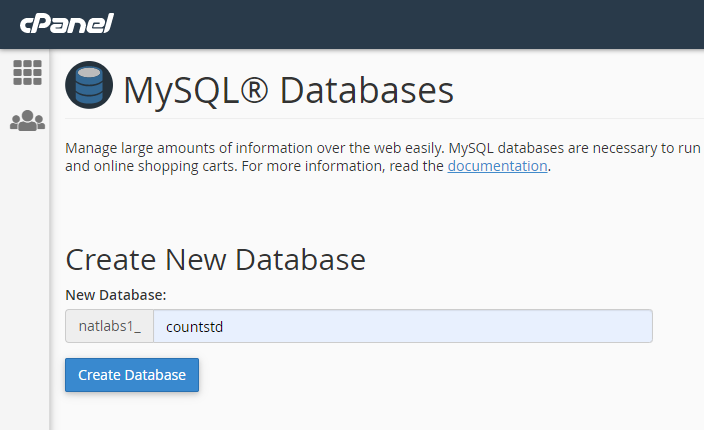 cPanel
MySQL® Databases
Manage large amounts of information over the web easily. MySQL databases are necessary to run
and online shopping carts. For more information, read the documentation.
Create New Database
New Database:
natlabs1_ countstd
Create Database